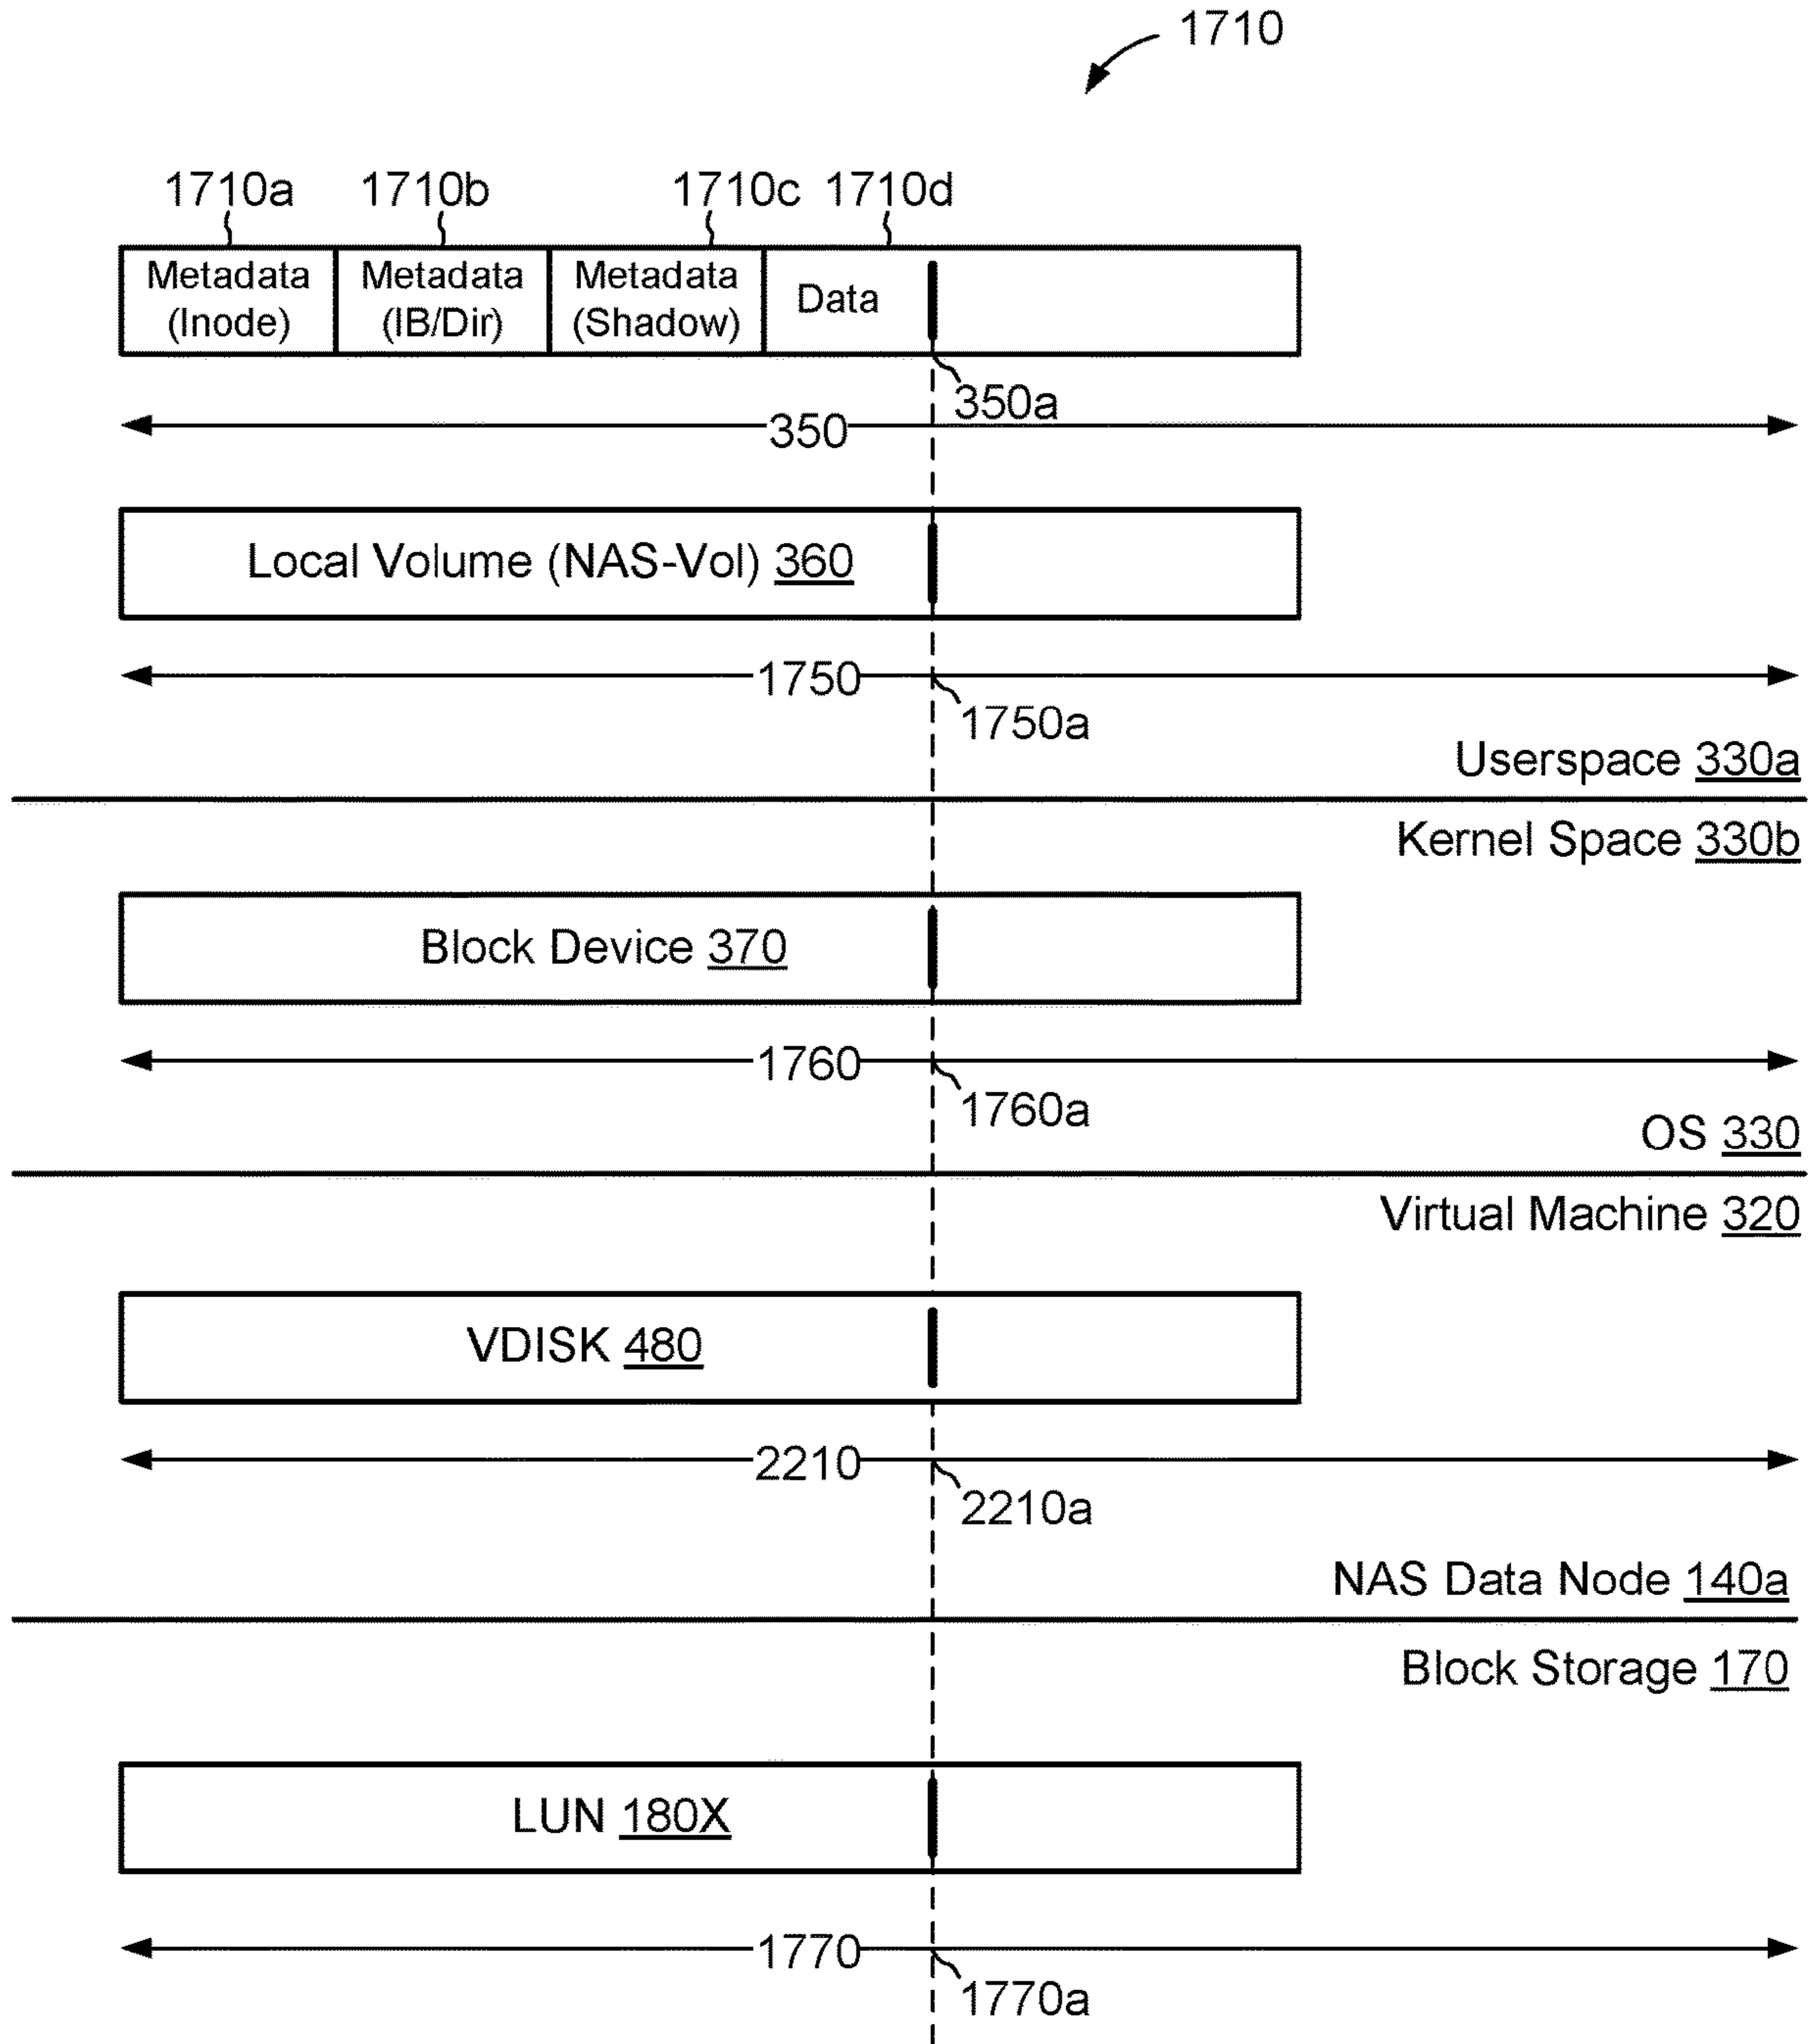 1710
1710a 1710b 1710c 1710d
Metadata (Inode) Metadata (IB/Dir) Metadata (Shadow) Data
350a
350
Local Volume (NAS-Vol) 360
1750
1750a
Userspace 330a
Kernel Space 330b
Block Device 370
1760
1760a
OS 330
Virtual Machine 320
VDISK 480
2210
2210a
NAS Data Node 140a
Block Storage 170
LUN 180X
1770
1770a